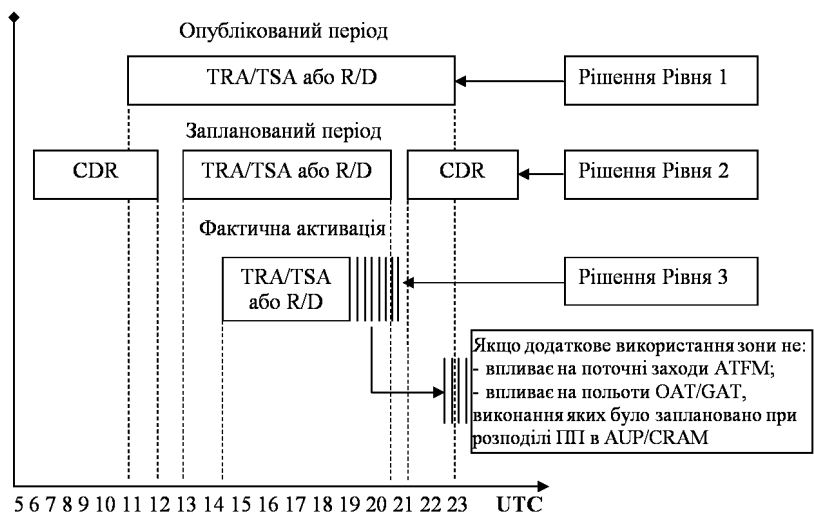 Опублікований період
TRA/TSA або R/D
Рішення Рівня 1
Запланований період
CDR
TRA/TSA або R/D
CDR
Рішення Рівня 2
Фактична активація
TRA/TSA
або R/D
Рішення Рівня 3
Якщо додаткове використання зони не:
- впливає на поточні заходи ATFM;
- впливає на польоти OAT/GAT,
виконання яких було заплановано при
розподілі ПП в AUP/CRAM
5 6 7 8 9 10 11 12 13 14 15 16 17 18 19 20 21 22 23 UTC